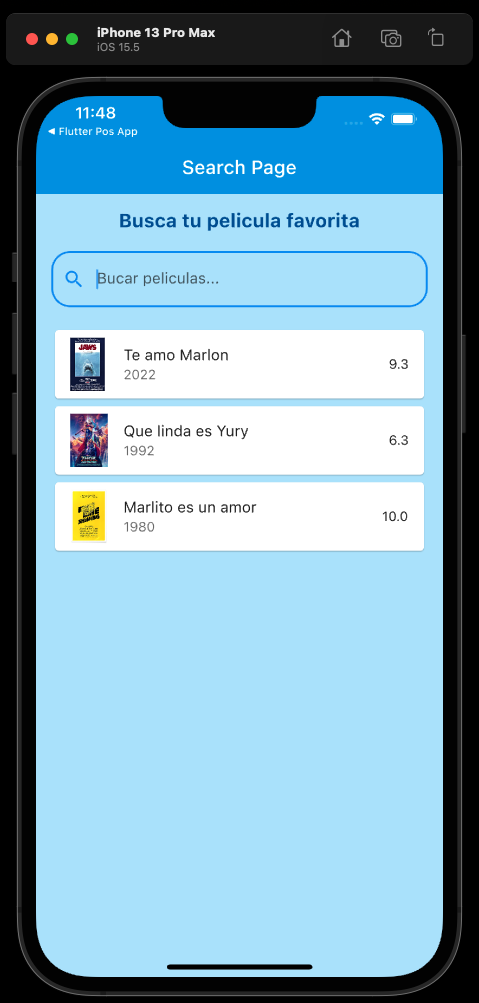 iPhone 13 Pro Max
iOS 15.5
11:48
◀ Flutter Pos App
Search Page
Busca tu pelicula favorita
Bucar peliculas...
JAWS
Te amo Marlon
2022
9.3
Que linda es Yury
1992
6.3
Marlito es un amor
1980
10.0